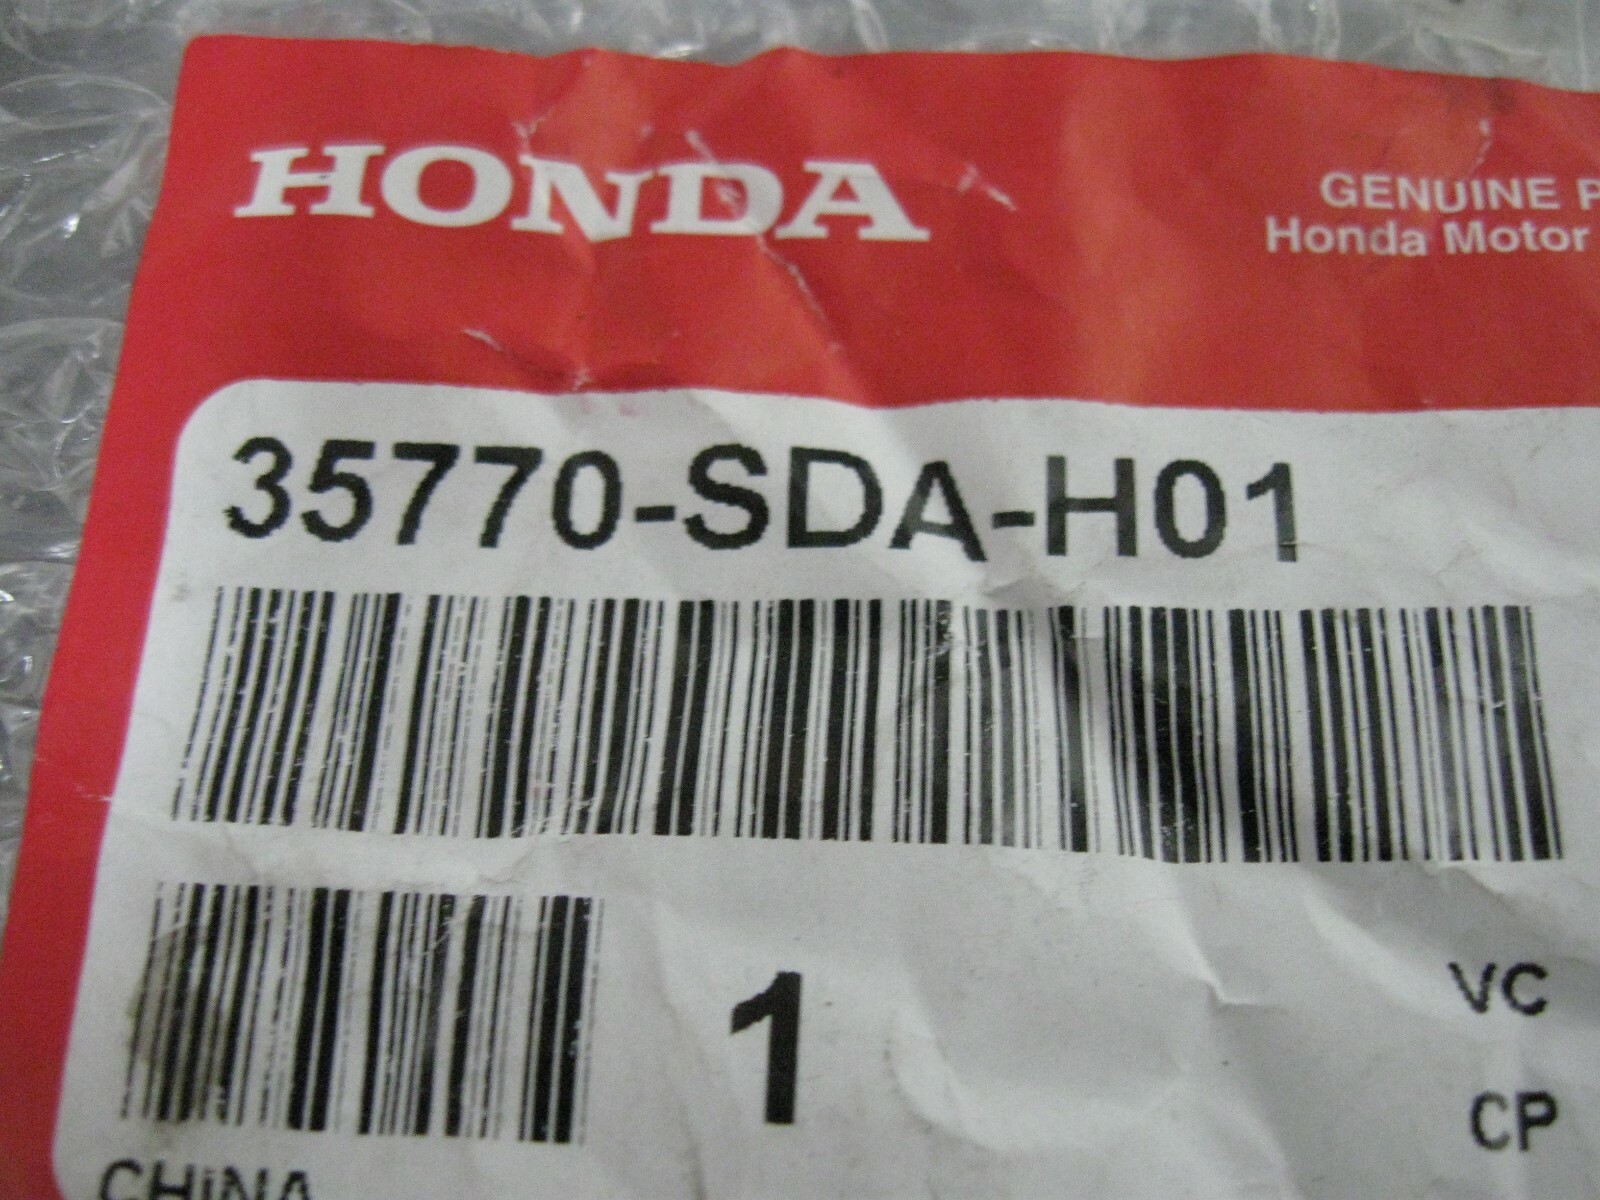 HONDA
GENUINE
Honda Motor
35770-SDA-H01
1
VC
CP
CHINA